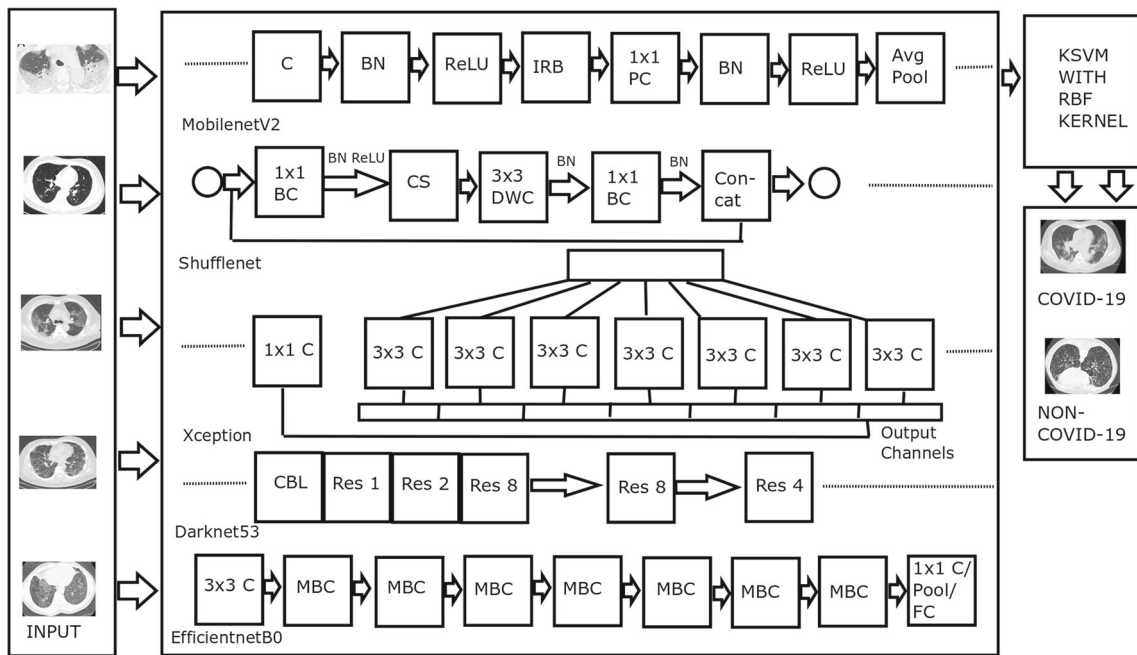 C
BN
ReLU
IRB
1x1
PC
BN
ReLU
Avg
Pool
MobilenetV2
1x1
BC
BN ReLU
CS
3x3
DWC
BN
1x1
BC
BN
Con-
cat
Shufflenet
1x1 C
3x3 C
3x3 C
3x3 C
3x3 C
3x3 C
3x3 C
3x3 C
Xception
Output
Channels
CBL
Res 1
Res 2
Res 8
Res 8
Res 4
Darknet53
3x3 C
MBC
MBC
MBC
MBC
MBC
MBC
MBC
1x1 C/
Pool/
FC
EfficientnetB0
INPUT
KSVM
WITH
RBF
KERNEL
COVID-19
NON-
COVID-19